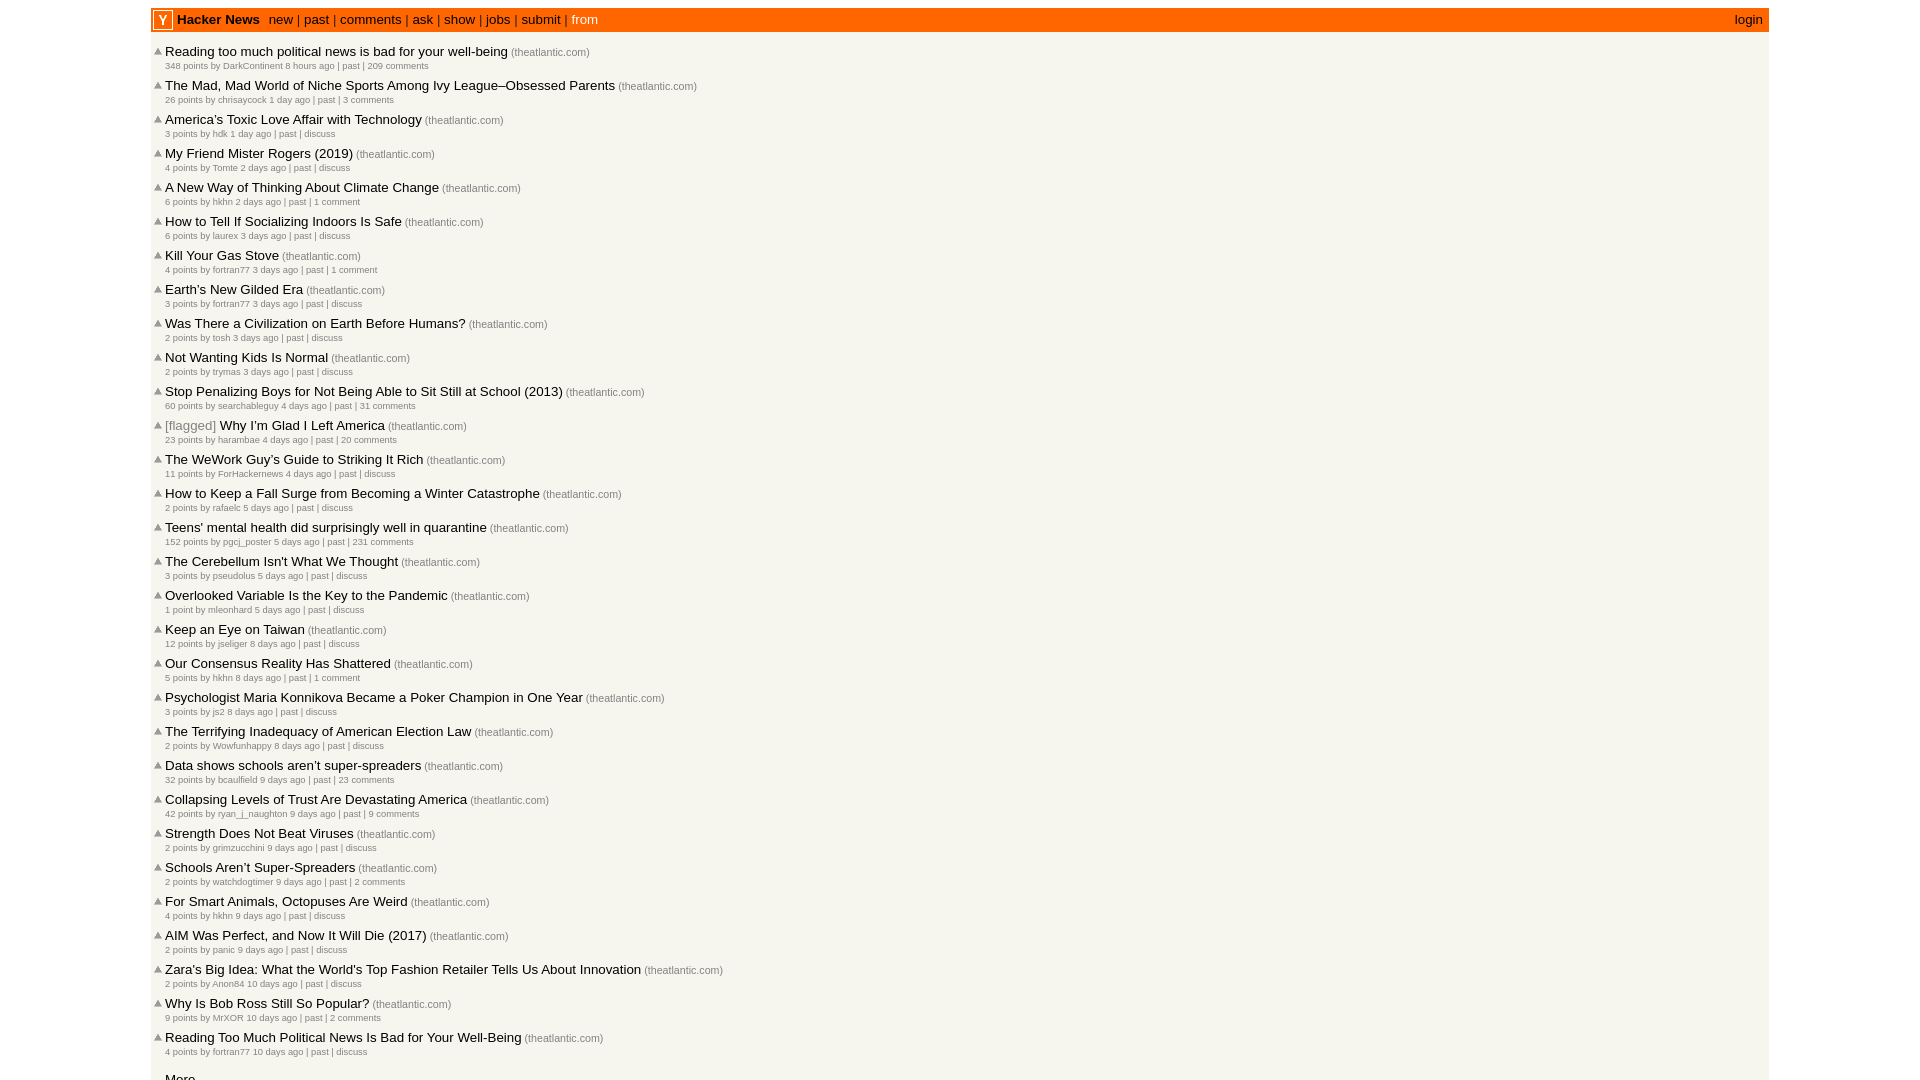 Y Hacker News new | past | comments | ask | show | jobs | submit | from login
Reading too much political news is bad for your well-being (theatlantic.com)
348 points by DarkContinent 8 hours ago | past | 209 comments
The Mad, Mad World of Niche Sports Among Ivy League–Obsessed Parents (theatlantic.com)
26 points by chrisaycock 1 day ago | past | 3 comments
America’s Toxic Love Affair with Technology (theatlantic.com)
3 points by hdk 1 day ago | past | discuss
My Friend Mister Rogers (2019) (theatlantic.com)
4 points by Tomte 2 days ago | past | discuss
A New Way of Thinking About Climate Change (theatlantic.com)
6 points by hkhn 2 days ago | past | 1 comment
How to Tell If Socializing Indoors Is Safe (theatlantic.com)
6 points by laurex 3 days ago | past | discuss
Kill Your Gas Stove (theatlantic.com)
4 points by fortran77 3 days ago | past | 1 comment
Earth’s New Gilded Era (theatlantic.com)
3 points by fortran77 3 days ago | past | discuss
Was There a Civilization on Earth Before Humans? (theatlantic.com)
2 points by tosh 3 days ago | past | discuss
Not Wanting Kids Is Normal (theatlantic.com)
2 points by trymas 3 days ago | past | discuss
Stop Penalizing Boys for Not Being Able to Sit Still at School (2013) (theatlantic.com)
60 points by searchableguy 4 days ago | past | 31 comments
[flagged] Why I’m Glad I Left America (theatlantic.com)
23 points by harambae 4 days ago | past | 20 comments
The WeWork Guy’s Guide to Striking It Rich (theatlantic.com)
11 points by ForHackernews 4 days ago | past | discuss
How to Keep a Fall Surge from Becoming a Winter Catastrophe (theatlantic.com)
2 points by rafaelc 5 days ago | past | discuss
Teens' mental health did surprisingly well in quarantine (theatlantic.com)
152 points by pgcj_poster 5 days ago | past | 231 comments
The Cerebellum Isn't What We Thought (theatlantic.com)
3 points by pseudolus 5 days ago | past | discuss
Overlooked Variable Is the Key to the Pandemic (theatlantic.com)
1 point by mleonhard 5 days ago | past | discuss
Keep an Eye on Taiwan (theatlantic.com)
12 points by jseliger 8 days ago | past | discuss
Our Consensus Reality Has Shattered (theatlantic.com)
5 points by hkhn 8 days ago | past | 1 comment
Psychologist Maria Konnikova Became a Poker Champion in One Year (theatlantic.com)
3 points by js2 8 days ago | past | discuss
The Terrifying Inadequacy of American Election Law (theatlantic.com)
2 points by Wowfunhappy 8 days ago | past | discuss
Data shows schools aren’t super-spreaders (theatlantic.com)
32 points by bcaulfield 9 days ago | past | 23 comments
Collapsing Levels of Trust Are Devastating America (theatlantic.com)
42 points by ryan_j_naughton 9 days ago | past | 9 comments
Strength Does Not Beat Viruses (theatlantic.com)
2 points by grimzucchini 9 days ago | past | discuss
Schools Aren’t Super-Spreaders (theatlantic.com)
2 points by watchdogtimer 9 days ago | past | 2 comments
For Smart Animals, Octopuses Are Weird (theatlantic.com)
4 points by hkhn 9 days ago | past | discuss
AIM Was Perfect, and Now It Will Die (2017) (theatlantic.com)
2 points by panic 9 days ago | past | discuss
Zara's Big Idea: What the World's Top Fashion Retailer Tells Us About Innovation (theatlantic.com)
2 points by Anon84 10 days ago | past | discuss
Why Is Bob Ross Still So Popular? (theatlantic.com)
9 points by MrXOR 10 days ago | past | 2 comments
Reading Too Much Political News Is Bad for Your Well-Being (theatlantic.com)
4 points by fortran77 10 days ago | past | discuss
More